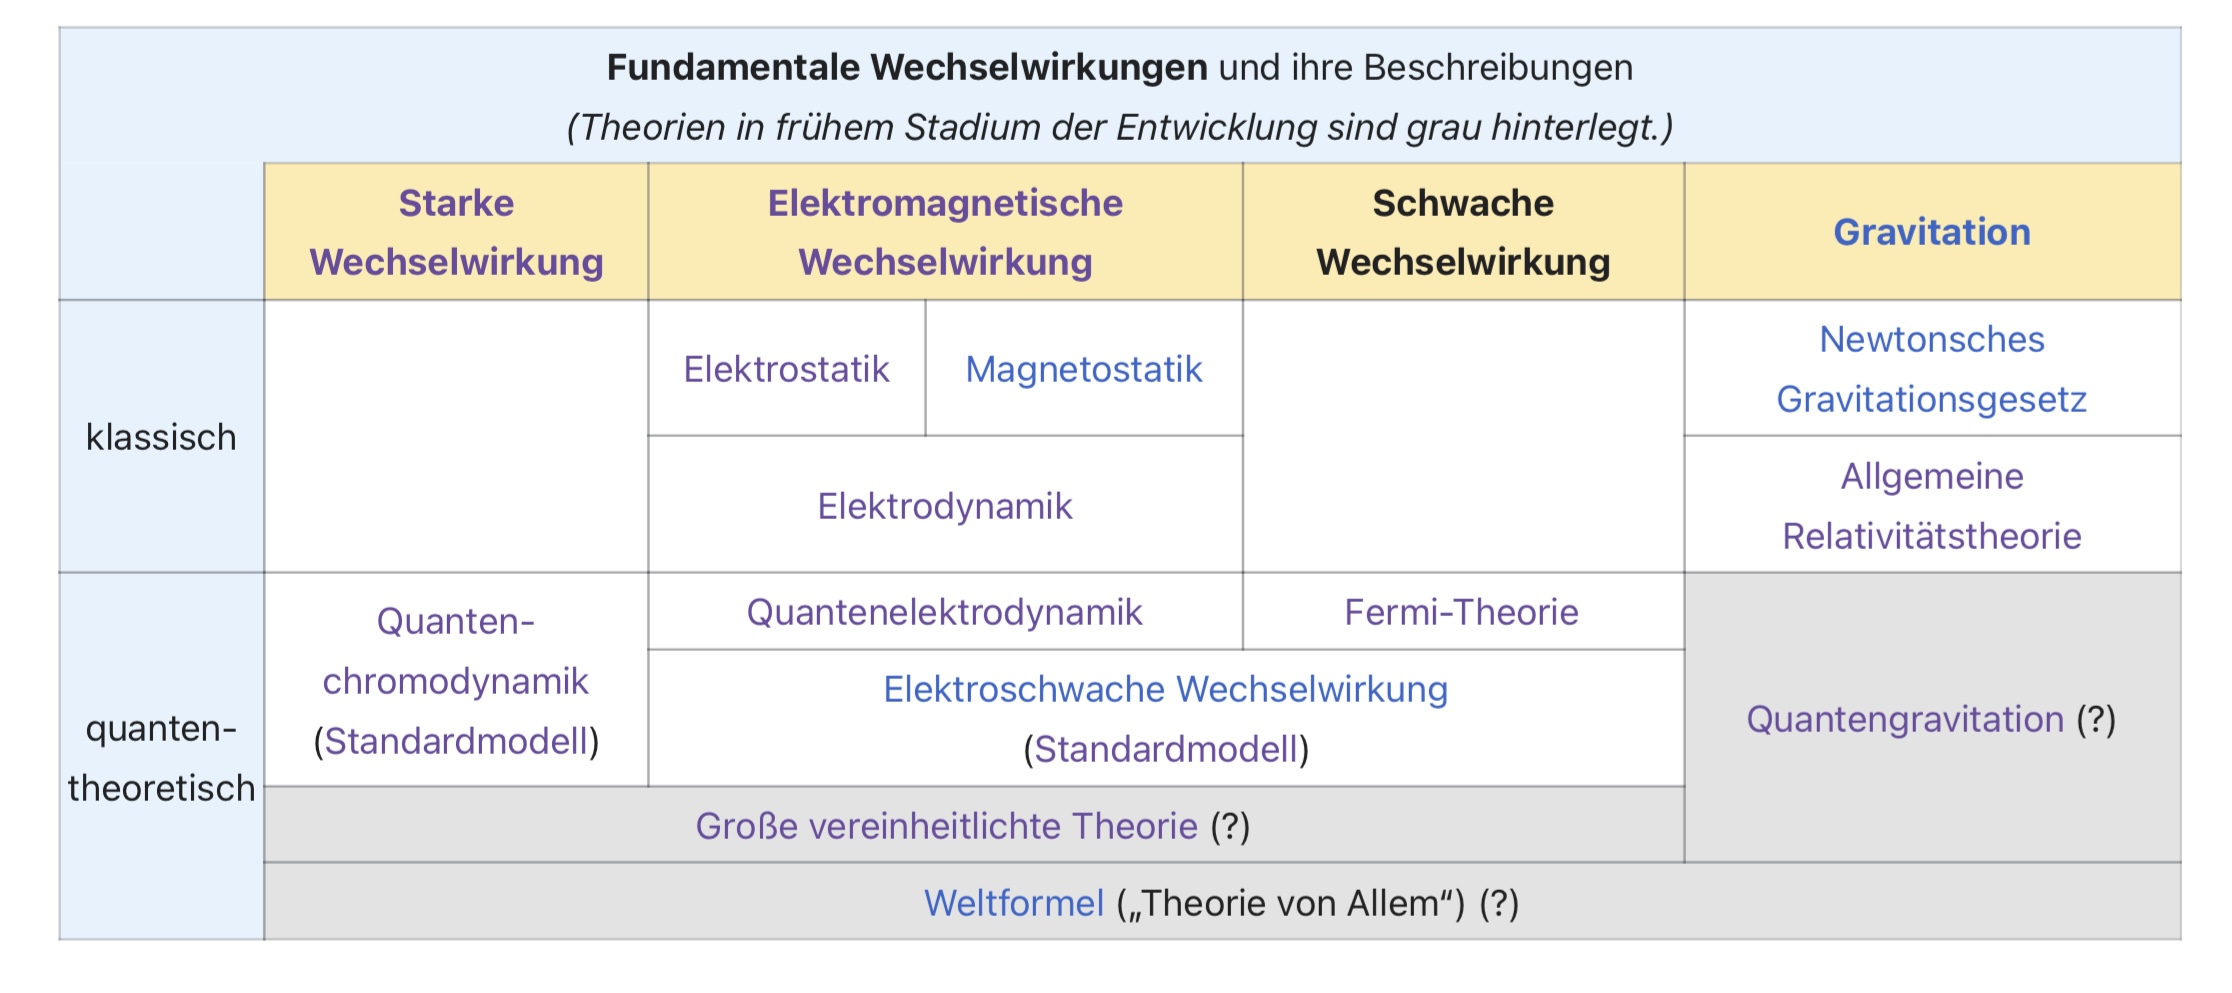 Fundamentale Wechselwirkungen und ihre Beschreibungen
(Theorien in frühem Stadium der Entwicklung sind grau hinterlegt.)
Starke
Wechselwirkung
Elektromagnetische
Wechselwirkung
Schwache
Wechselwirkung
Gravitation
klassisch
Elektrostatik
Magnetostatik
Newtonsches
Gravitationsgesetz
Elektrodynamik
Allgemeine
Relativitätstheorie
quanten-
theoretisch
Quanten-
chromodynamik
(Standardmodell)
Quantenelektrodynamik
Fermi-Theorie
Quantengravitation (?)
Elektroschwache Wechselwirkung
(Standardmodell)
Große vereinheitlichte Theorie (?)
Weltformel („Theorie von Allem“) (?)